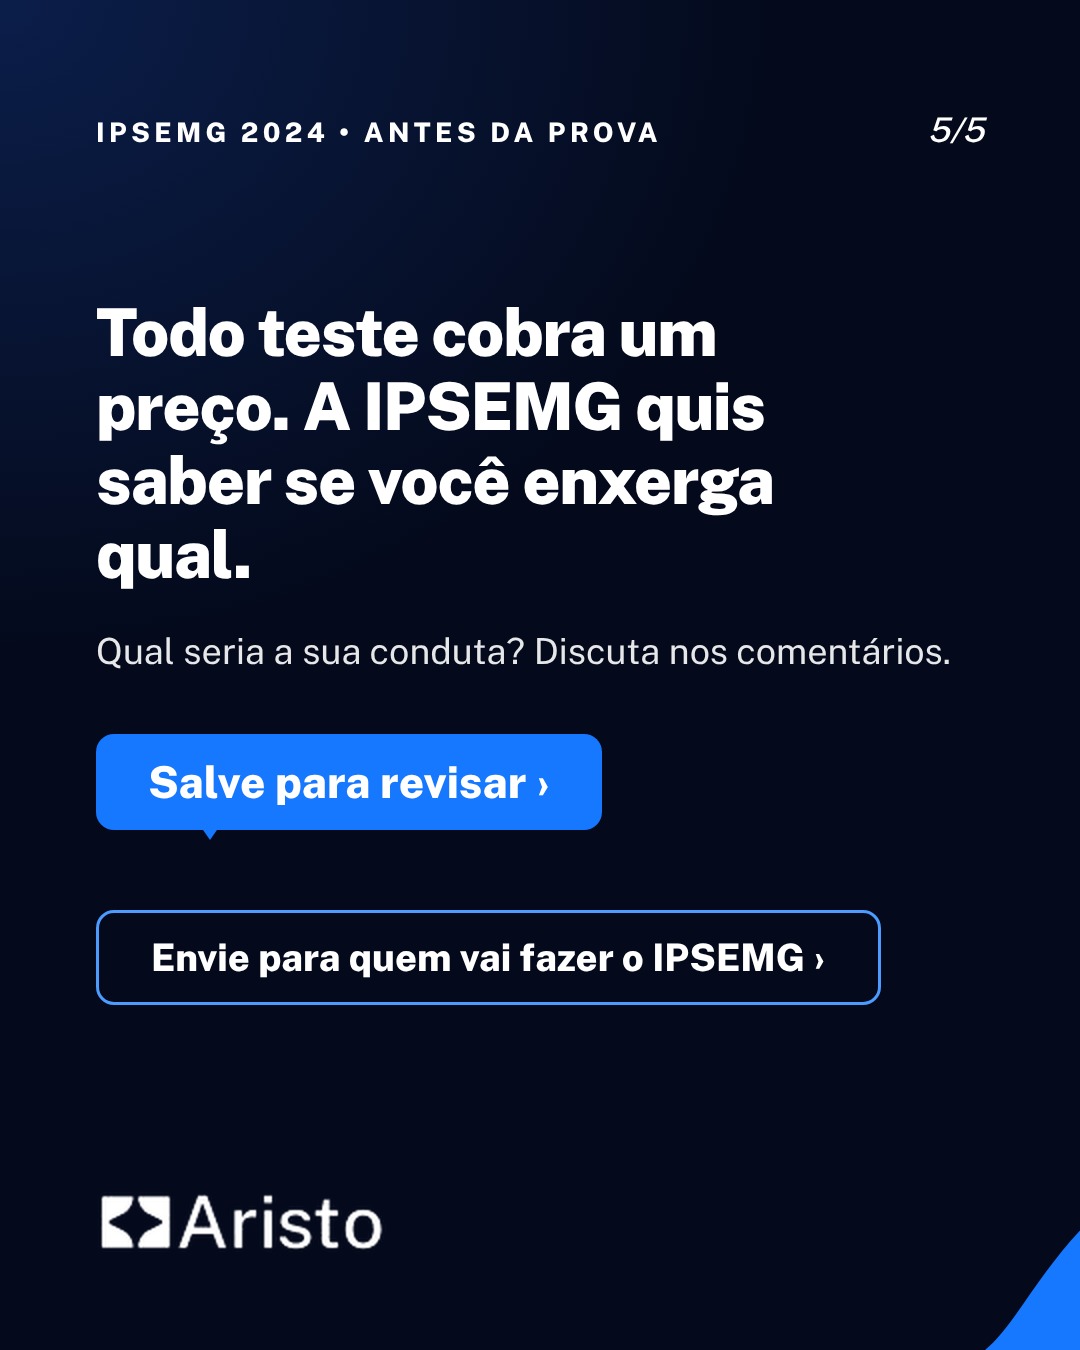 IPSEMG 2024 • ANTES DA PROVA
5/5
Todo teste cobra um
preço. A IPSEMG quis
saber se você enxerga
qual.
Qual seria a sua conduta? Discuta nos comentários.
Salve para revisar ›
Envie para quem vai fazer o IPSEMG ›
Aristo